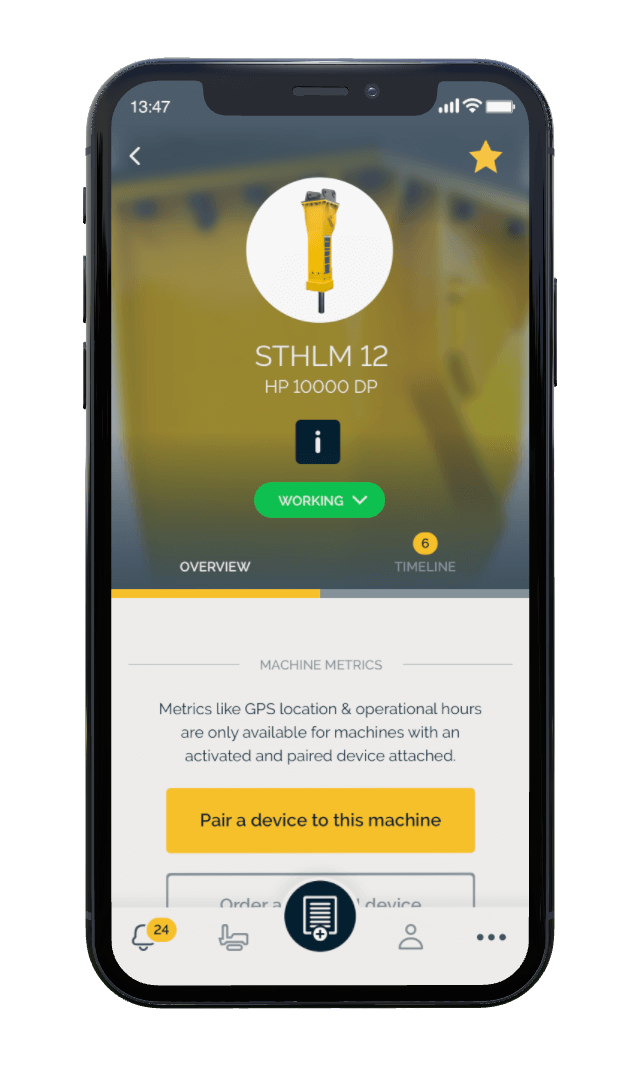 13:47
STHLM 12
HP 10000 DP
i
WORKING
6
OVERVIEW
TIMELINE
MACHINE METRICS
Metrics like GPS location & operational hours
are only available for machines with an
activated and paired device attached.
Pair a device to this machine
Order a device
24